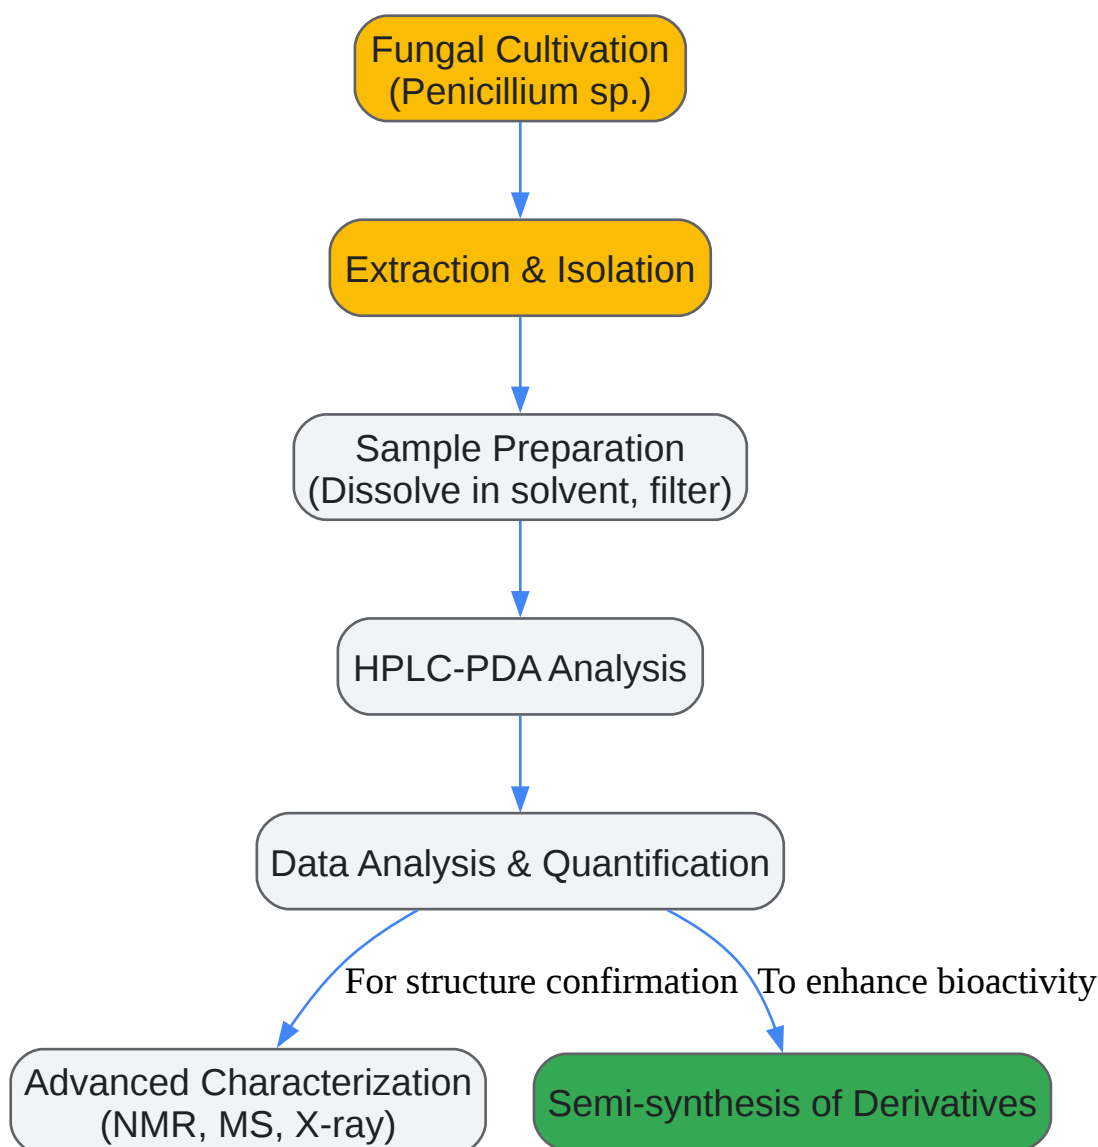 Fungal Cultivation
(Penicillium sp.)
Extraction & Isolation
Sample Preparation
(Dissolve in solvent, filter)
HPLC-PDA Analysis
Data Analysis & Quantification
For structure confirmation
To enhance bioactivity
Advanced Characterization
(NMR, MS, X-ray)
Semi-synthesis of Derivatives